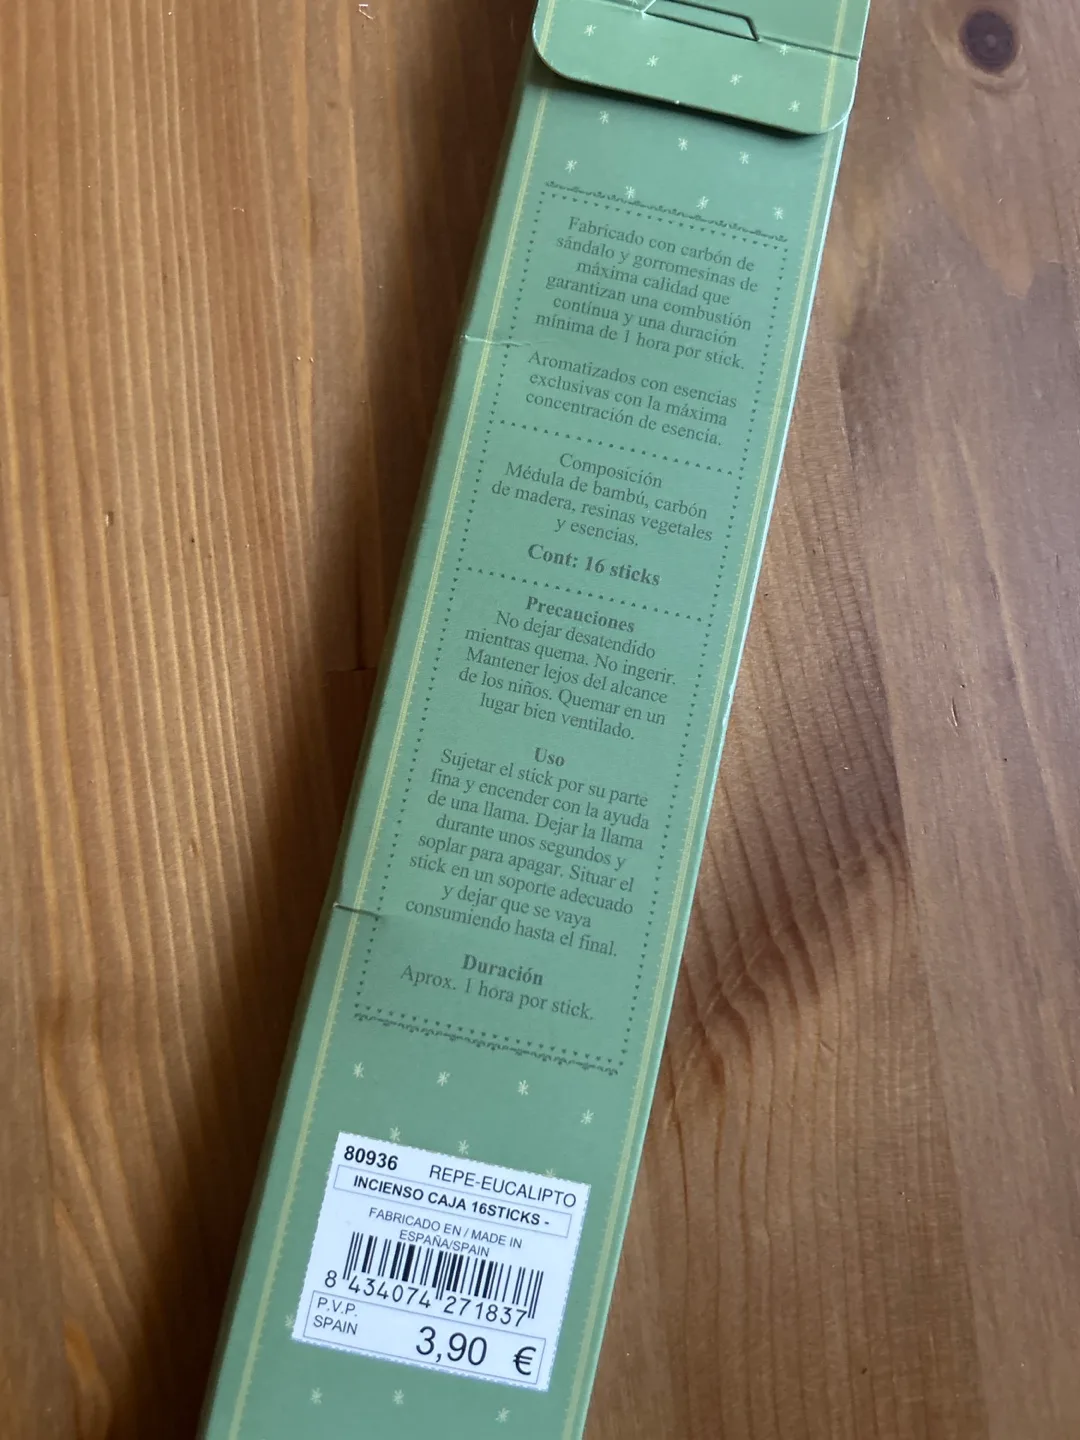 Fabricado con carbón de
sándalo y gorromesinas de
máxima calidad que
garantizan una combustión
contínua y una duración
mínima de 1 hora por stick.
Aromatizados con esencias
exclusivas con la máxima
concentración de esencia.
Composición
Médula de bambú, carbón
de madera, resinas vegetales
y esencias.
Cont: 16 sticks
Precauciones
No dejar desatendido
mientras quema. No ingerir.
Mantener lejos del alcance
de los niños. Quemar en un
lugar bien ventilado.
Uso
Sujetar el stick por su parte
fina y encender con la ayuda
de una llama. Dejar la llama
durante unos segundos y
soplar para apagar. Situar el
stick en un soporte adecuado
y dejar que se vaya
consumiendo hasta el final.
Duración
Aprox. 1 hora por stick.
80936 REPE-EUCALIPTO
INCIENSO CAJA 16STICKS -
FABRICADO EN / MADE IN
ESPAÑA/SPAIN
8 434074 271837
P.V.P.
SPAIN 3,90 €